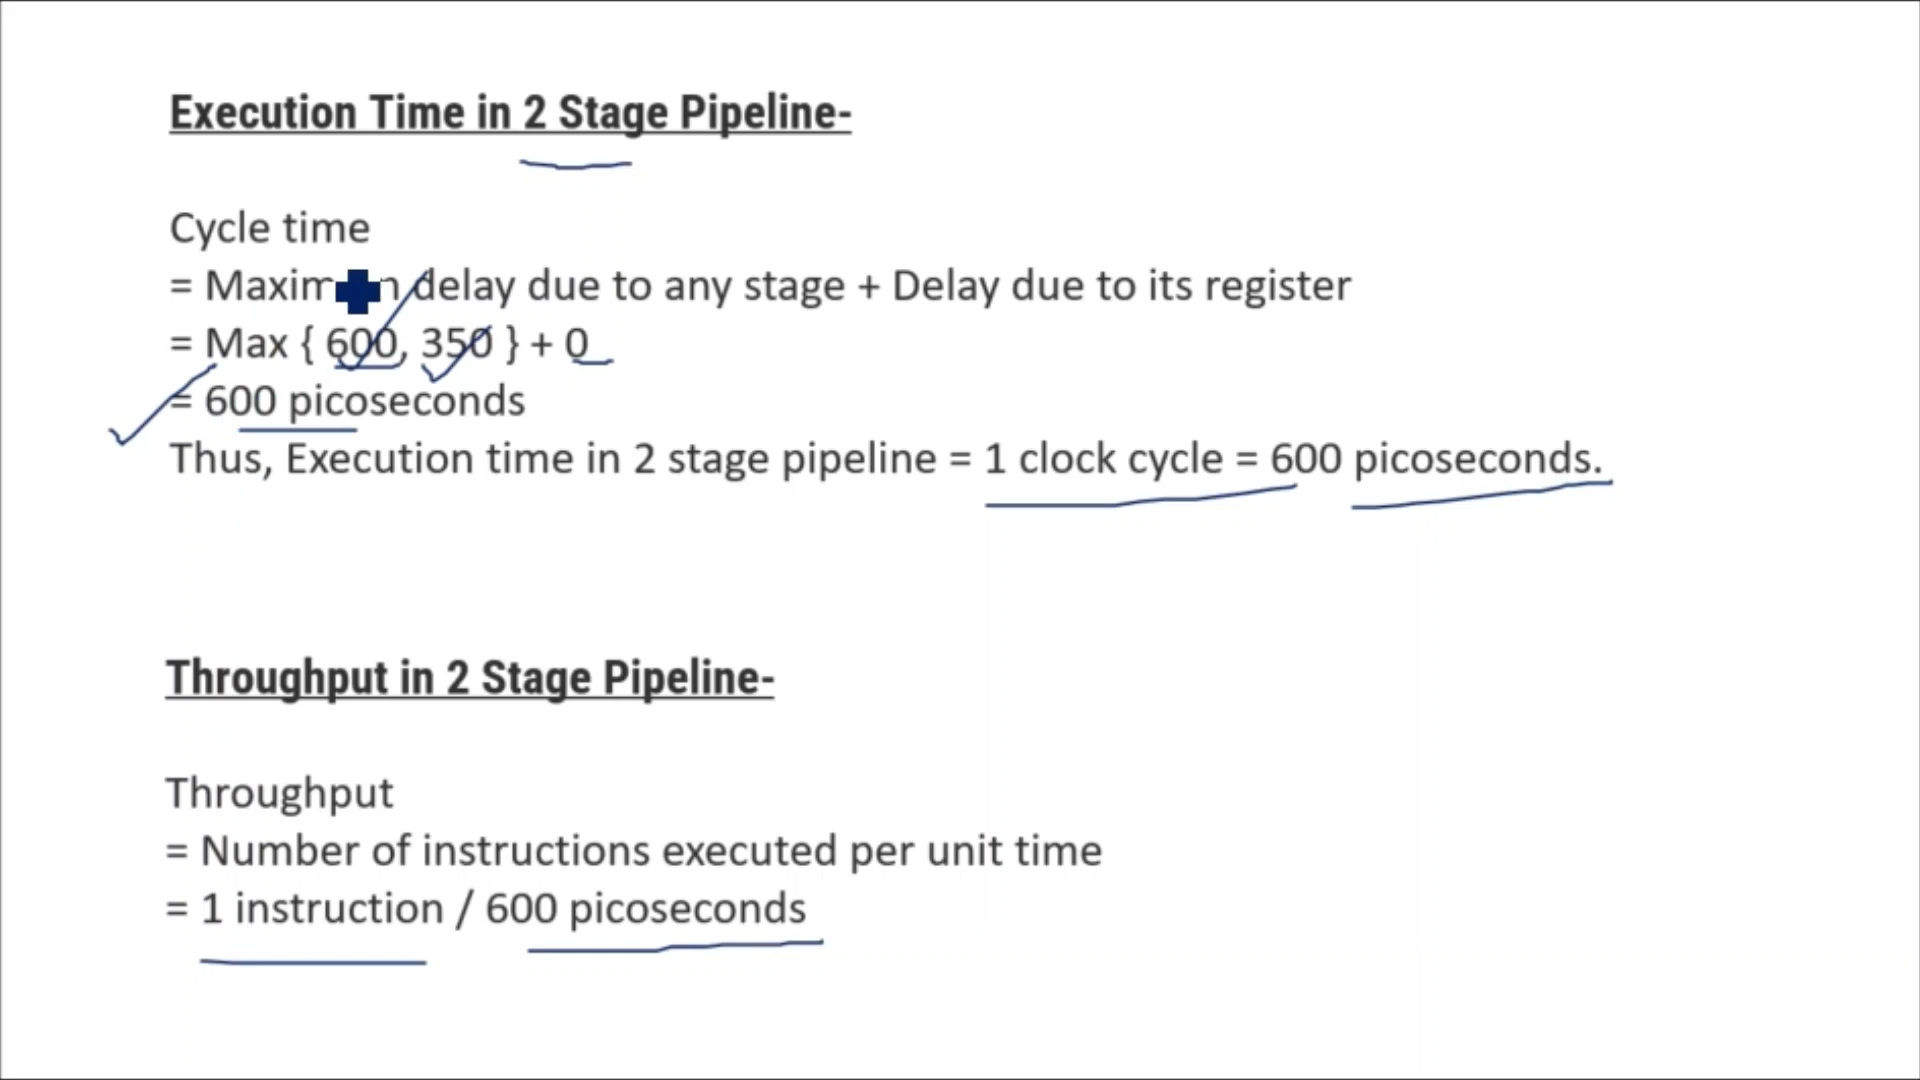 Execution Time in 2 Stage Pipeline-
Cycle time
= delay due to any stage + Delay due to its register
= Max { 600, 350 } + 0
= 600 picoseconds
Thus, Execution time in 2 stage pipeline = 1 clock cycle = 600 picoseconds.
Throughput in 2 Stage Pipeline-
Throughput
= Number of instructions executed per unit time
= 1 instruction / 600 picoseconds